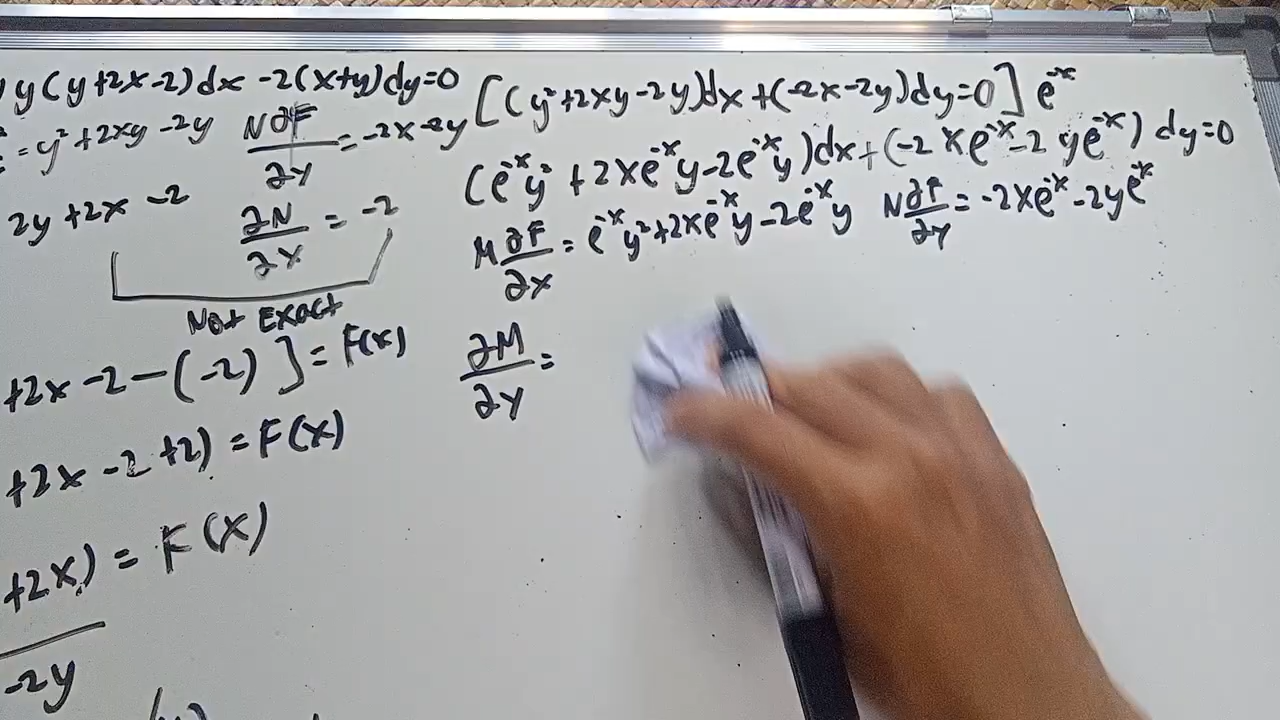 y(y+2x-2)dx -2(x+y)dy=0
= y²+2xy-2y
N ∂F/∂y = -2x-2y
2y+2x-2
∂N/∂x = -2
Not Exact
+2x-2-(-2)] = F(x)
+2x-2+2) = F(x)
+2x) = F(x)
-2y
[(y²+2xy-2y)dx+(-2x-2y)dy=0] e⁻ˣ
(e⁻ˣy²+2xe⁻ˣy-2e⁻ˣy)dx+(-2xe⁻ˣ-2ye⁻ˣ)dy=0
M ∂F/∂x = e⁻ˣy²+2xe⁻ˣy-2e⁻ˣy
N ∂F/∂y = -2xe⁻ˣ-2ye⁻ˣ
∂M/∂y =